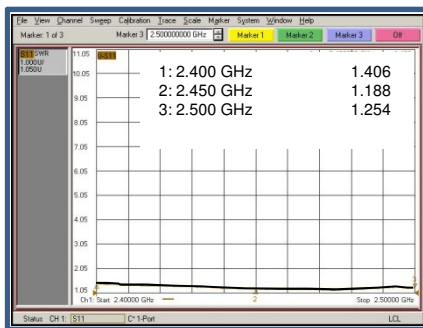 File View Channel Sweep Calibration Trace Scale Marker System Window Help
Marker: 1 of 3 Marker 3 2.500000000 GHz Marker 1 Marker 2 Marker 3 Off
S11 SWR
1.000U/
1.050U
11.05 S11
10.05
9.05
8.05
7.05
6.05
5.05
4.05
3.05
2.05
1.05
1: 2.400 GHz 1.406
2: 2.450 GHz 1.188
3: 2.500 GHz 1.254
2
3
Ch1: Start 2.40000 GHz Stop 2.50000 GHz
Status CH 1: S11 C* 1-Port LCL